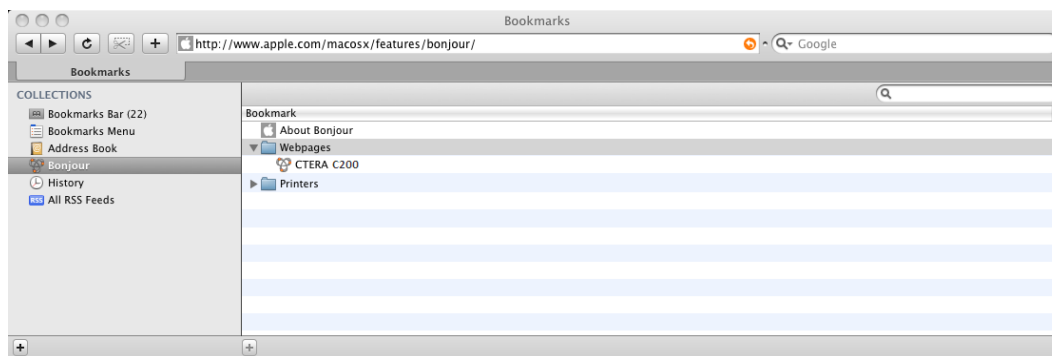 Bookmarks
http://www.apple.com/macosx/features/bonjour/
Google
Bookmarks
COLLECTIONS
Bookmarks Bar (22)
Bookmarks Menu
Address Book
Bonjour
History
RSS All RSS Feeds
Bookmark
About Bonjour
Webpages
CTERA C200
Printers